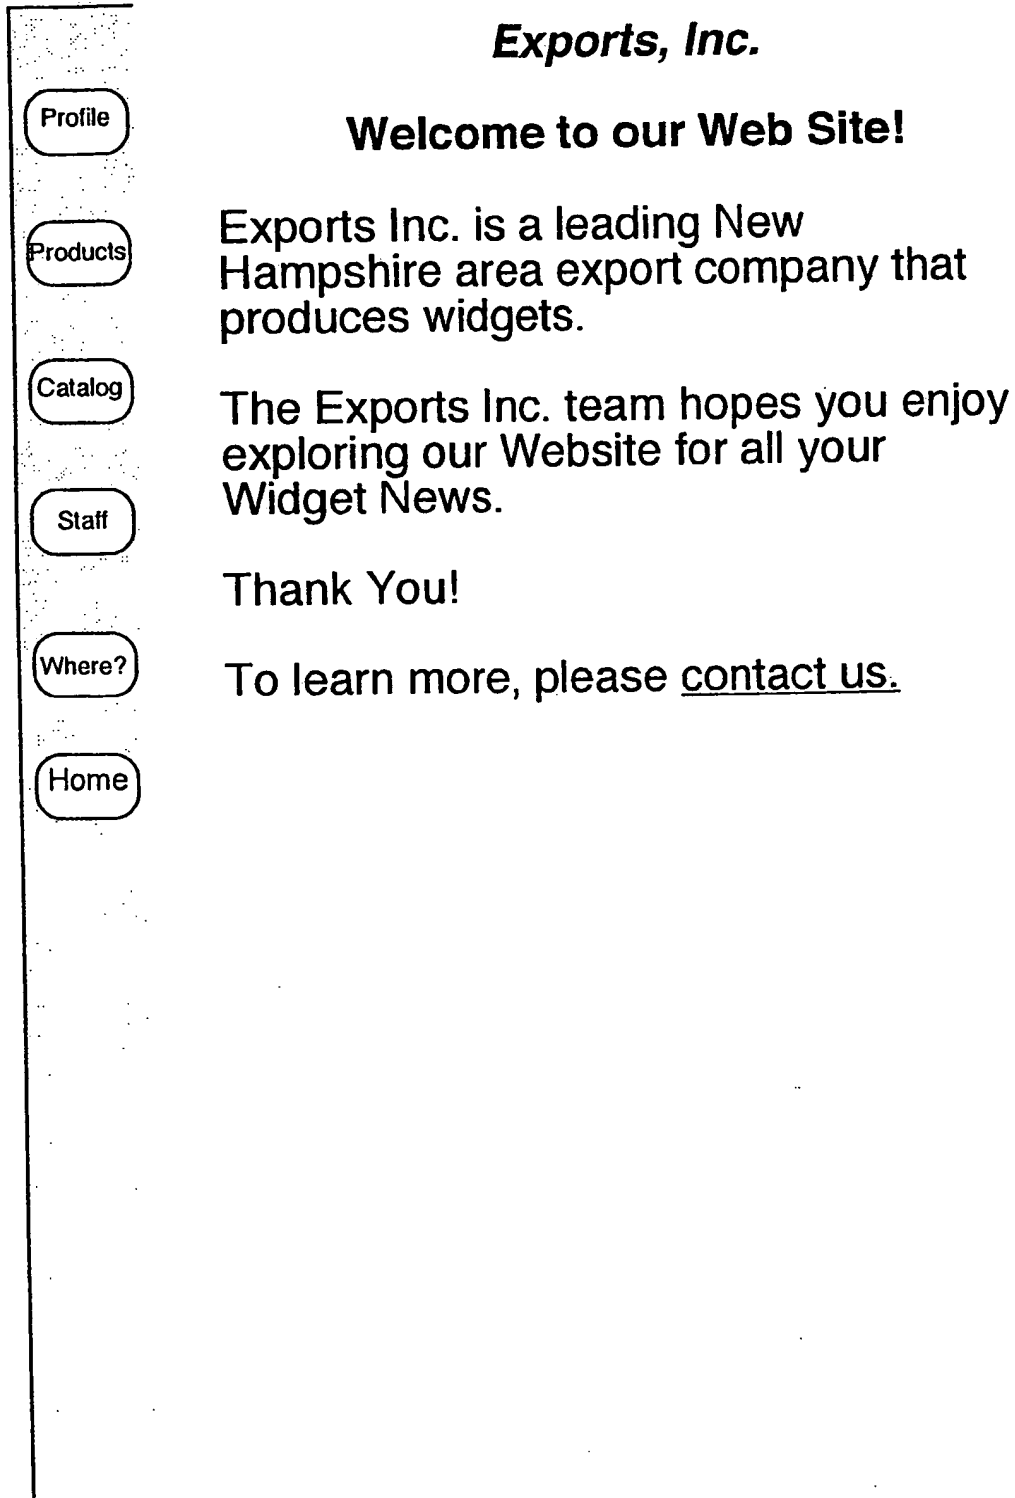 Exports, Inc.
Welcome to our Web Site!
Profile
Products
Catalog
Staff
Where?
Home
Exports Inc. is a leading New
Hampshire area export company that
produces widgets.
The Exports Inc. team hopes you enjoy
exploring our Website for all your
Widget News.
Thank You!
To learn more, please contact us.